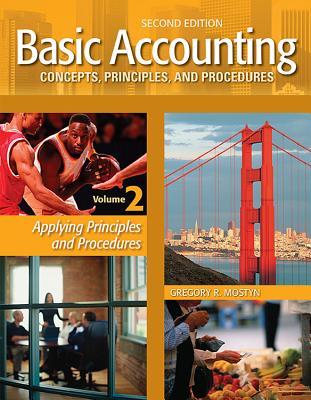 SECOND EDITION
Basic Accounting
CONCEPTS, PRINCIPLES, AND PROCEDURES
Volume 2
Applying Principles
and Procedures
GREGORY R. MOSTYN